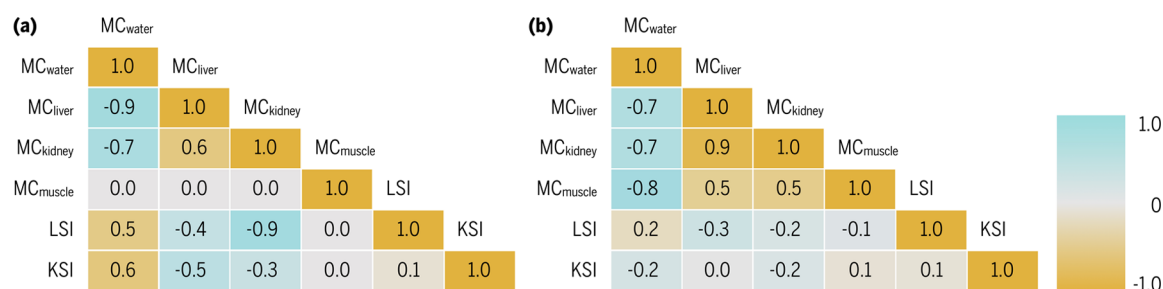 (a)
MCwater
MCwater 1.0 MCliver
MCliver -0.9 1.0 MCkidney
MCkidney -0.7 0.6 1.0 MCmuscle
MCmuscle 0.0 0.0 0.0 1.0 LSI
LSI 0.5 -0.4 -0.9 0.0 1.0 KSI
KSI 0.6 -0.5 -0.3 0.0 0.1 1.0
(b)
MCwater
MCwater 1.0 MCliver
MCliver -0.7 1.0 MCkidney
MCkidney -0.7 0.9 1.0 MCmuscle
MCmuscle -0.8 0.5 0.5 1.0 LSI
LSI 0.2 -0.3 -0.2 -0.1 1.0 KSI
KSI -0.2 0.0 -0.2 0.1 0.1 1.0
1.0
0
-1.0